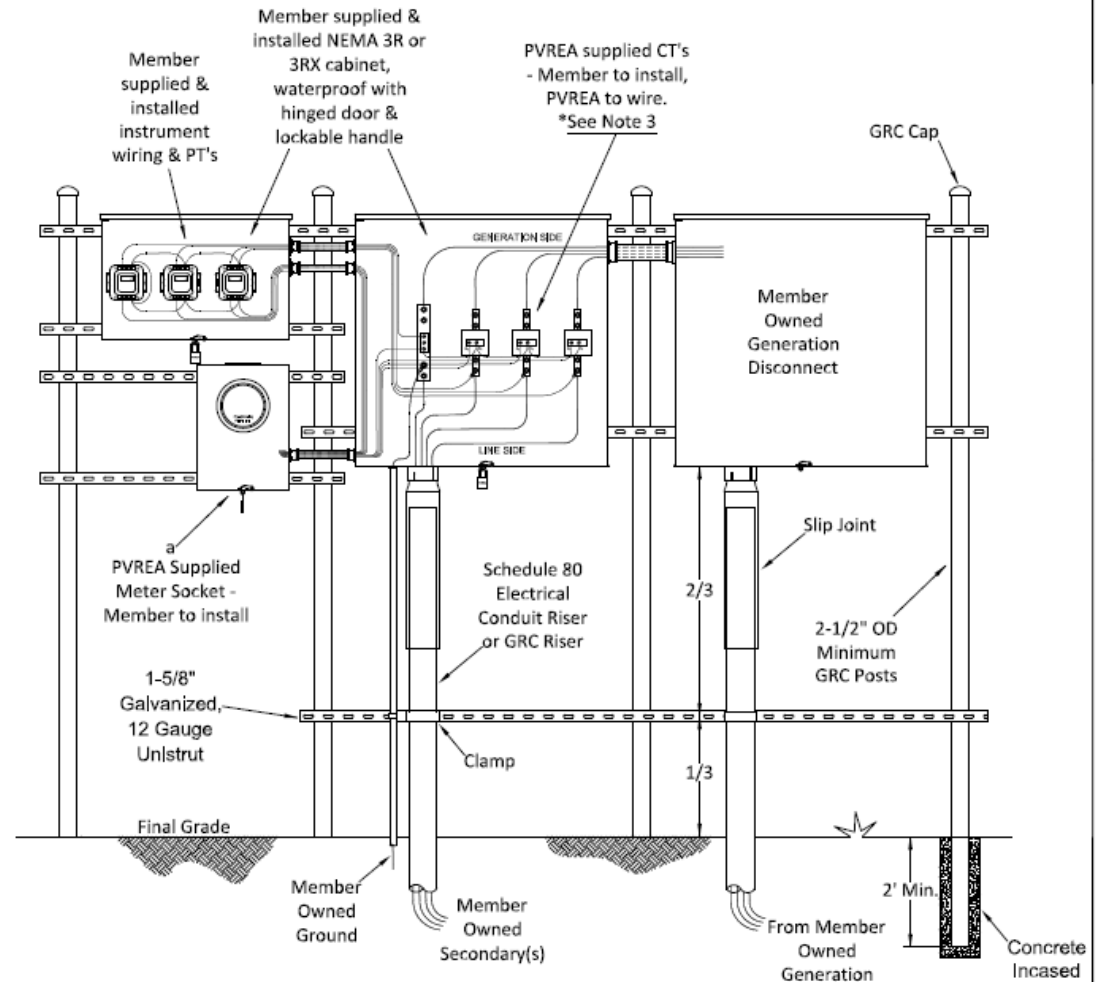 Member supplied &
installed NEMA 3R or
3RX cabinet,
waterproof with
hinged door &
lockable handle
Member
supplied &
installed
instrument
wiring & PT's
PVREA supplied CT's
- Member to install,
PVREA to wire.
*See Note 3
GRC Cap
GENERATION SIDE
LINE SIDE
Member
Owned
Generation
Disconnect
a
PVREA Supplied
Meter Socket -
Member to install
Schedule 80
Electrical
Conduit Riser
or GRC Riser
Slip Joint
2/3
2-1/2" OD
Minimum
GRC Posts
1-5/8"
Galvanized,
12 Gauge
Unistrut
Clamp
1/3
Final Grade
Member
Owned
Ground
Member
Owned
Secondary(s)
From Member
Owned
Generation
2' Min.
Concrete
Incased